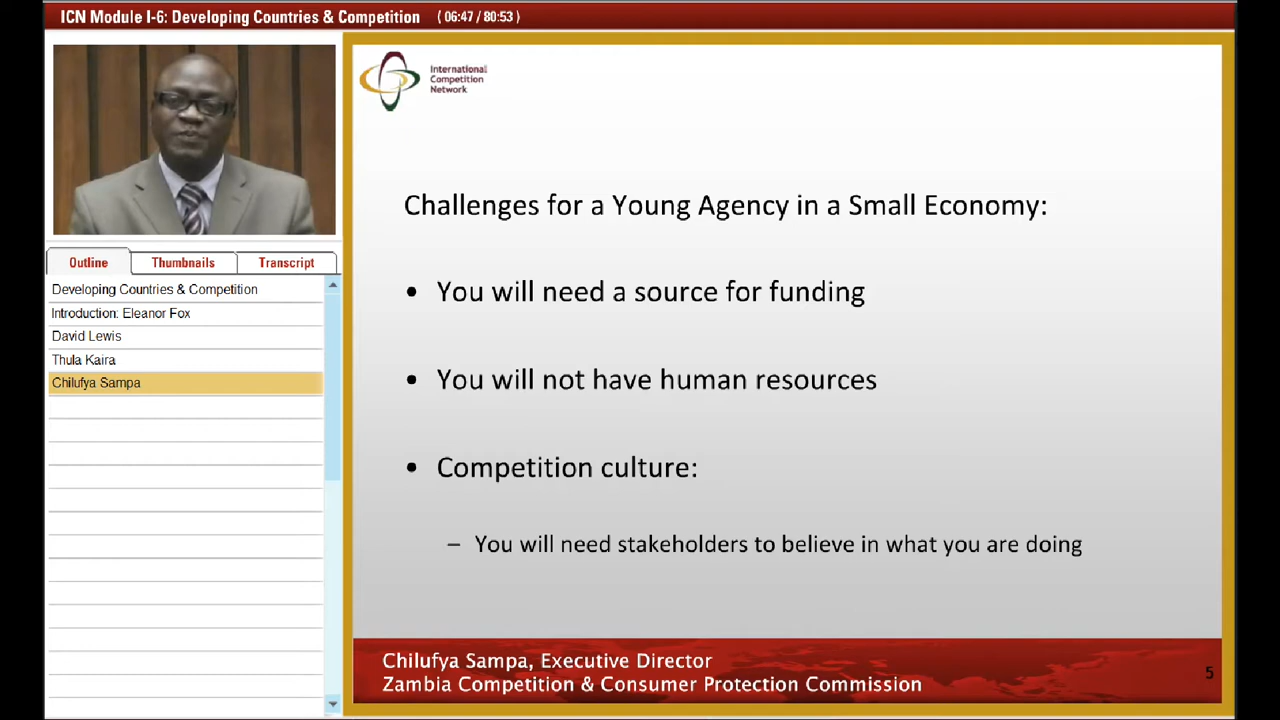 ICN Module I-6: Developing Countries & Competition ( 06:47 / 80:53 )
Outline Thumbnails Transcript
Developing Countries & Competition
Introduction: Eleanor Fox
David Lewis
Thula Kaira
Chilufya Sampa
International
Competition
Network
Challenges for a Young Agency in a Small Economy:
• You will need a source for funding
• You will not have human resources
• Competition culture:
– You will need stakeholders to believe in what you are doing
Chilufya Sampa, Executive Director
Zambia Competition & Consumer Protection Commission
5